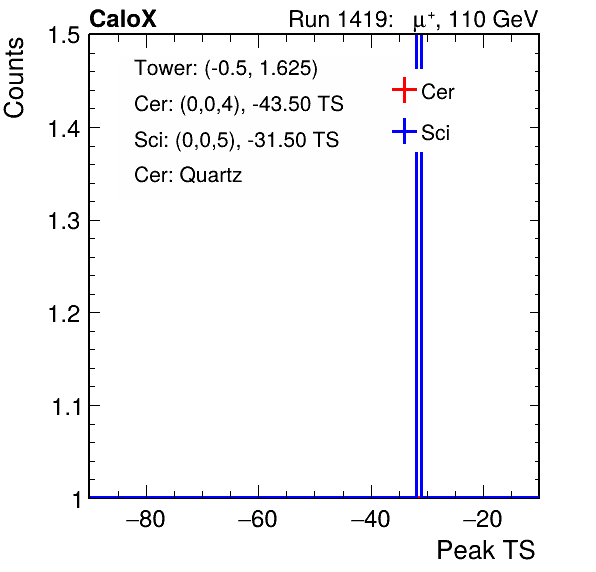 CaloX
Run 1419: μ⁺, 110 GeV
Counts
1.5
1.4
1.3
1.2
1.1
1
Tower: (-0.5, 1.625)
Cer: (0,0,4), -43.50 TS
Sci: (0,0,5), -31.50 TS
Cer: Quartz
Cer
Sci
−80
−60
−40
−20
Peak TS